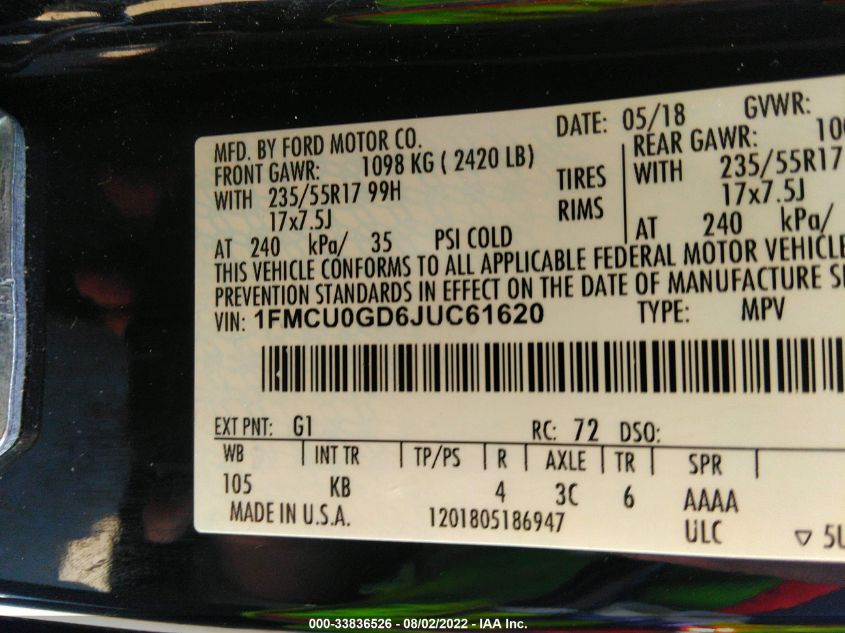 MFD. BY FORD MOTOR CO. DATE: 05/18 GVWR:
FRONT GAWR: 1098 KG ( 2420 LB) REAR GAWR:
WITH 235/55R17 99H TIRES WITH 235/55R17
17x7.5J RIMS 17x7.5J
AT 240 kPa/ 35 PSI COLD AT 240 kPa/
THIS VEHICLE CONFORMS TO ALL APPLICABLE FEDERAL MOTOR VEHICLE
PREVENTION STANDARDS IN EFFECT ON THE DATE OF MANUFACTURE
VIN: 1FMCU0GD6JUC61620 TYPE: MPV
EXT PNT: G1 RC: 72 DSO:
WB INT TR TP/PS R AXLE TR SPR
105 KB 4 3C 6 AAAA
MADE IN U.S.A. 1201805186947 ULC
000-33836526 - 08/02/2022 - IAA Inc.